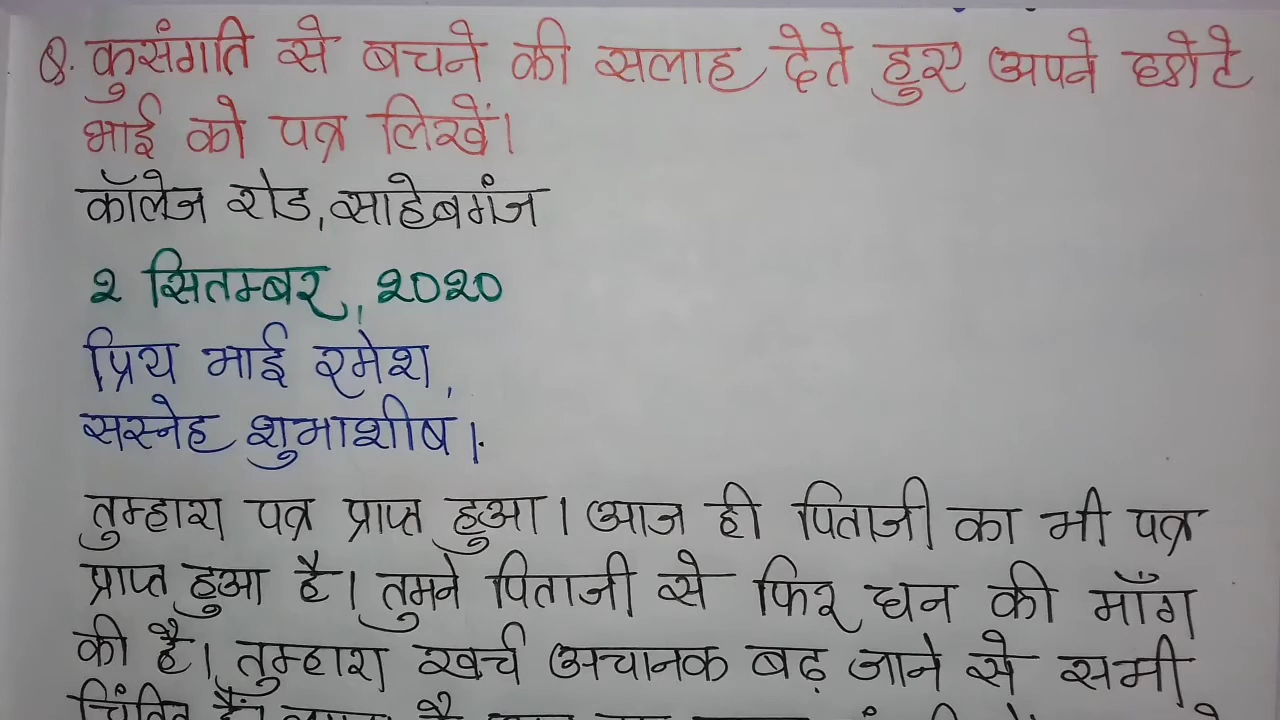 Q. कुसंगति से बचने की सलाह देते हुए अपने छोटे
भाई को पत्र लिखें।
कॉलेज रोड, साहेबगंज
2 सितम्बर, 2020
प्रिय भाई रमेश,
सस्नेह शुभाशीष।
तुम्हारा पत्र प्राप्त हुआ। आज ही पिताजी का भी पत्र
प्राप्त हुआ है। तुमने पिताजी से फिर धन की माँग
की है। तुम्हारा खर्च अचानक बढ़ जाने से सभी
चिंतित हैं।